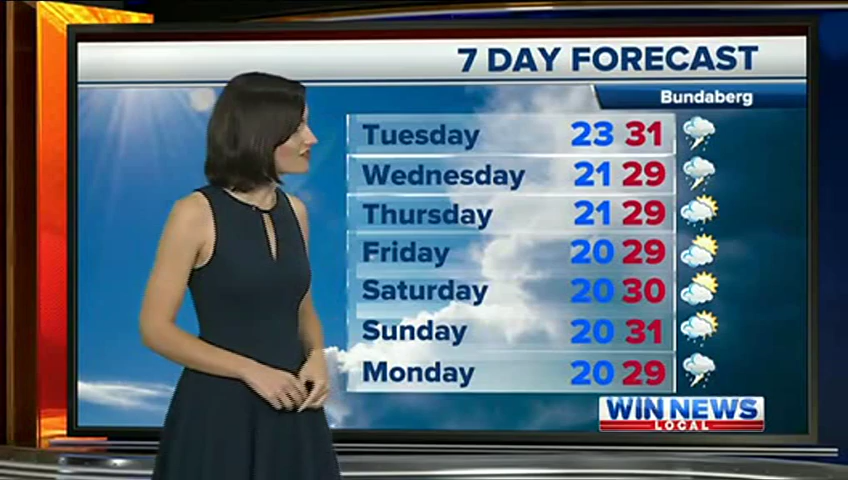 7 DAY FORECAST
Bundaberg
Tuesday 23 31
Wednesday 21 29
Thursday 21 29
Friday 20 29
Saturday 20 30
Sunday 20 31
Monday 20 29
WIN NEWS
LOCAL